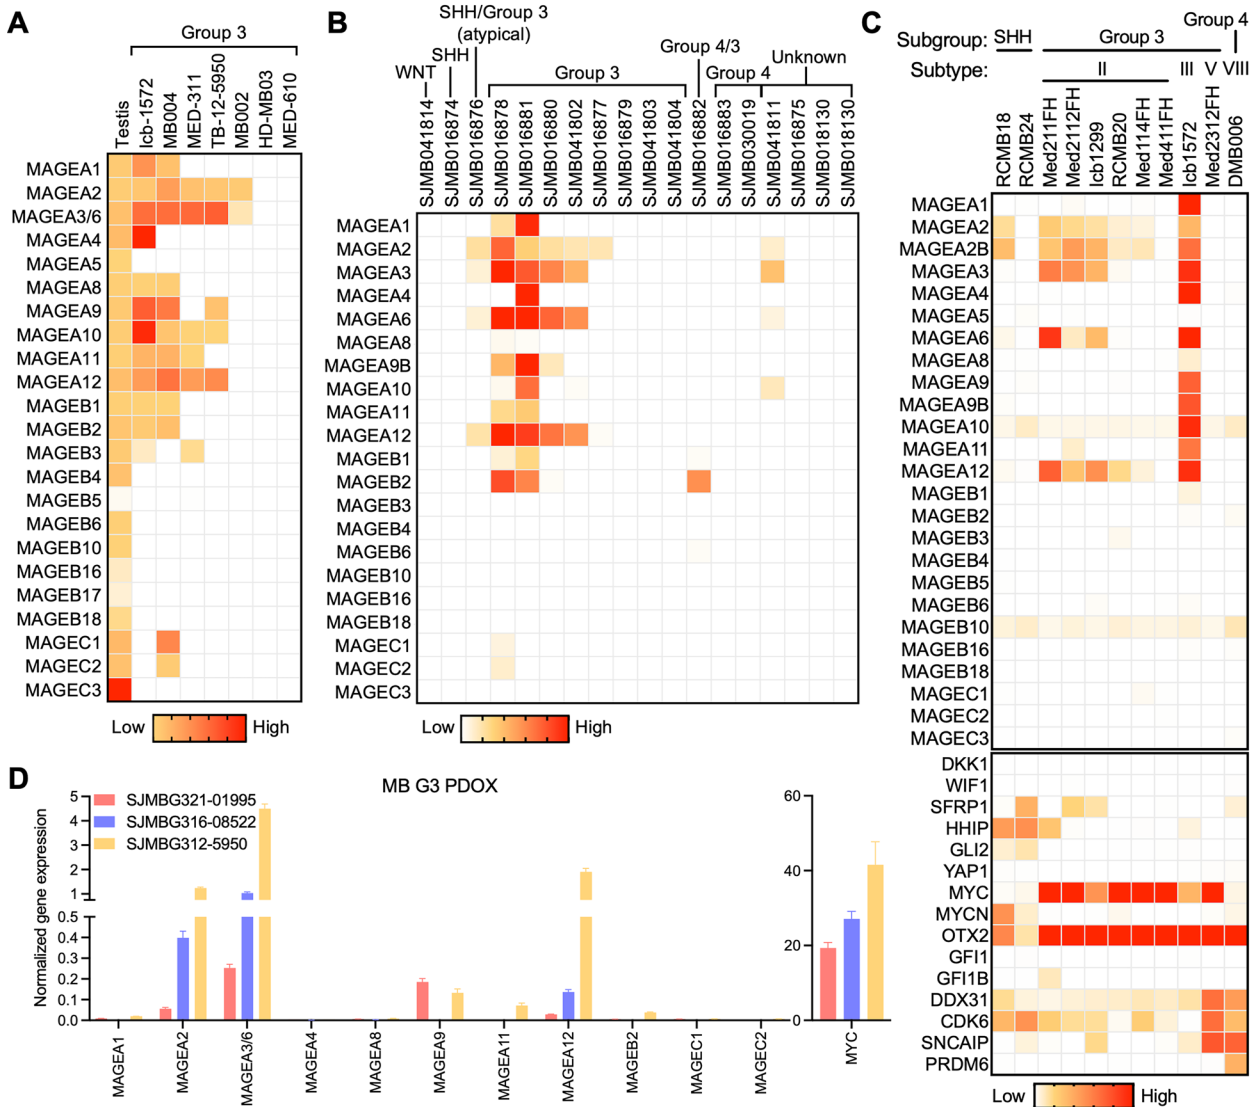 A
Group 3
Testis
Icb-1572
MB004
MED-311
TB-12-5950
MB002
HD-MB03
MED-610
MAGEA1
MAGEA2
MAGEA3/6
MAGEA4
MAGEA5
MAGEA8
MAGEA9
MAGEA10
MAGEA11
MAGEA12
MAGEB1
MAGEB2
MAGEB3
MAGEB4
MAGEB5
MAGEB6
MAGEB10
MAGEB16
MAGEB17
MAGEB18
MAGEC1
MAGEC2
MAGEC3
Low High
B
SHH/Group 3
(atypical)
SHH
WNT
Group 3
Group 4/3
Group 4
Unknown
SJMB041814
SJMB016874
SJMB016876
SJMB016878
SJMB016881
SJMB016880
SJMB041802
SJMB016877
SJMB016879
SJMB041803
SJMB041804
SJMB016882
SJMB016883
SJMB030019
SJMB041811
SJMB016875
SJMB018130
SJMB018130
MAGEA1
MAGEA2
MAGEA3
MAGEA4
MAGEA6
MAGEA8
MAGEA9B
MAGEA10
MAGEA11
MAGEA12
MAGEB1
MAGEB2
MAGEB3
MAGEB4
MAGEB6
MAGEB10
MAGEB16
MAGEB18
MAGEC1
MAGEC2
MAGEC3
Low High
C
Group 4
Subgroup: SHH Group 3
Subtype: II III V VIII
RCMB18
RCMB24
Med211FH
Med2112FH
Icb1299
RCMB20
Med114FH
Med411FH
Icb1572
Med2312FH
DMB006
MAGEA1
MAGEA2
MAGEA2B
MAGEA3
MAGEA4
MAGEA5
MAGEA6
MAGEA8
MAGEA9
MAGEA9B
MAGEA10
MAGEA11
MAGEA12
MAGEB1
MAGEB2
MAGEB3
MAGEB4
MAGEB5
MAGEB6
MAGEB10
MAGEB16
MAGEB18
MAGEC1
MAGEC2
MAGEC3
DKK1
WIF1
SFRP1
HHIP
GLI2
YAP1
MYC
MYCN
OTX2
GFI1
GFI1B
DDX31
CDK6
SNCAIP
PRDM6
Low High
D
MB G3 PDOX
Normalized gene expression
5
4
3
2
1
0.5
0.4
0.3
0.2
0.1
0.0
SJMBG321-01995
SJMBG316-08522
SJMBG312-5950
MAGEA1
MAGEA2
MAGEA3/6
MAGEA4
MAGEA8
MAGEA9
MAGEA11
MAGEA12
MAGEB2
MAGEC1
MAGEC2
60
40
20
0
MYC